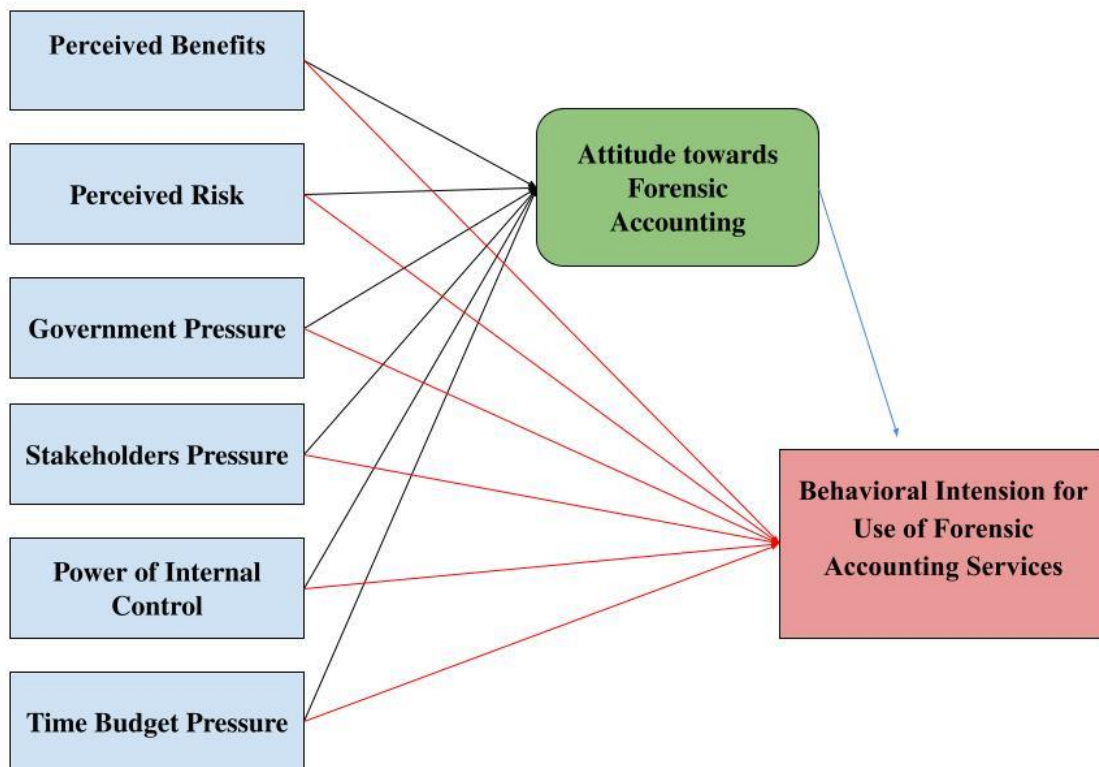 Perceived Benefits
Perceived Risk
Government Pressure
Stakeholders Pressure
Power of Internal
Control
Time Budget Pressure
Attitude towards
Forensic
Accounting
Behavioral Intension for
Use of Forensic
Accounting Services